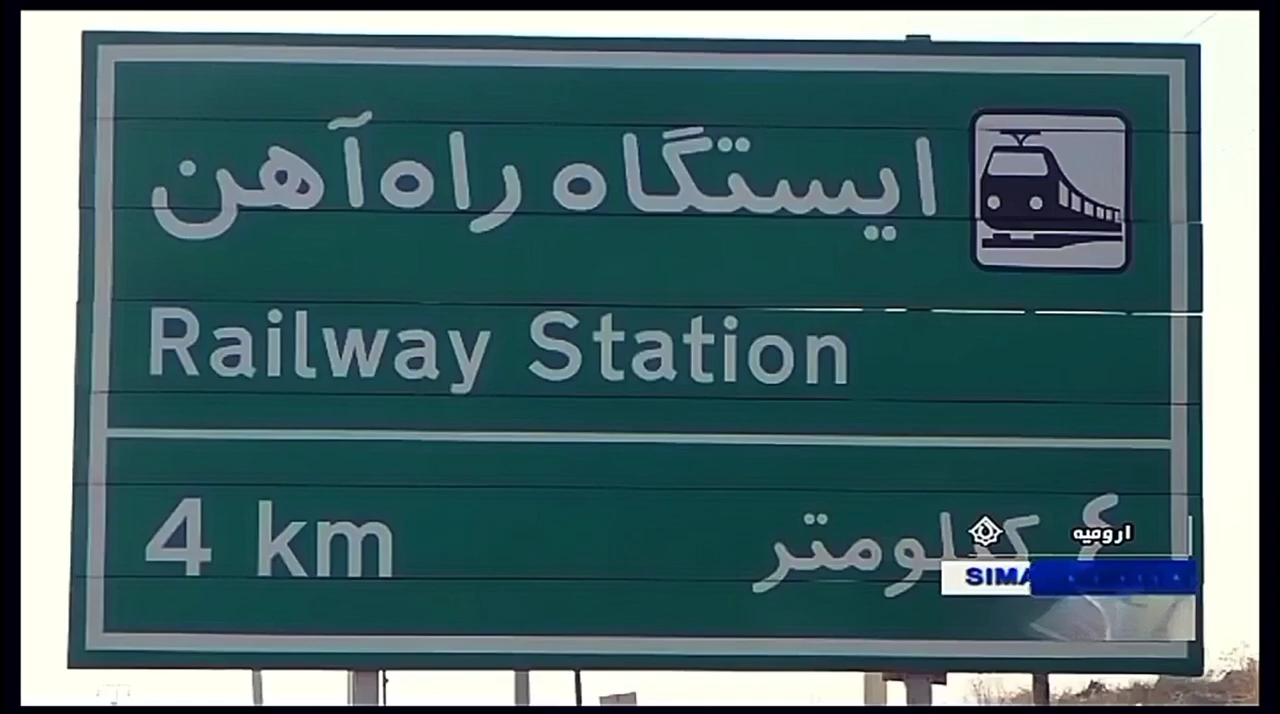 ایستگاه راه‌آهن
Railway Station
۴ کیلومتر
4 km
ارومیه
SIMA